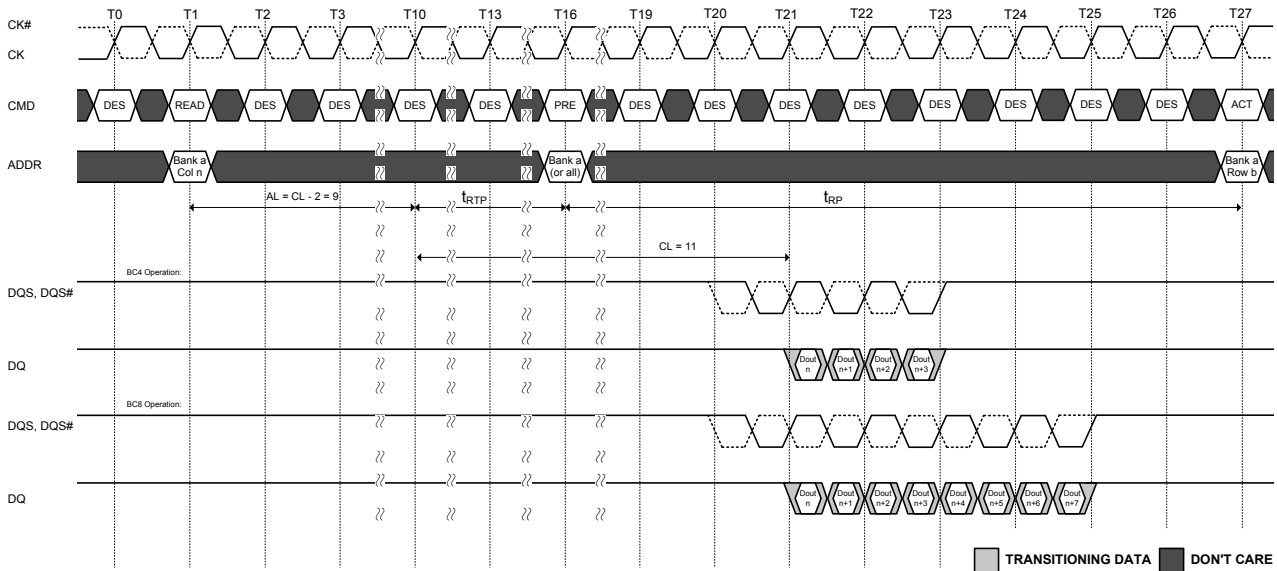 T0 T1 T2 T3 T10 T13 T16 T19 T20 T21 T22 T23 T24 T25 T26 T27
CK#
CK
CMD DES READ DES DES DES DES PRE DES DES DES DES DES DES DES DES ACT
ADDR
Bank a
Col n
Bank a
(or all)
Bank a
Row b
AL = CL - 2 = 9
tRTP
tRP
CL = 11
BC4 Operation:
DQS, DQS#
DQ
Dout
n
Dout
n+1
Dout
n+2
Dout
n+3
BC8 Operation:
DQS, DQS#
DQ
Dout
n
Dout
n+1
Dout
n+2
Dout
n+3
Dout
n+4
Dout
n+5
Dout
n+6
Dout
n+7
TRANSITIONING DATA DON'T CARE